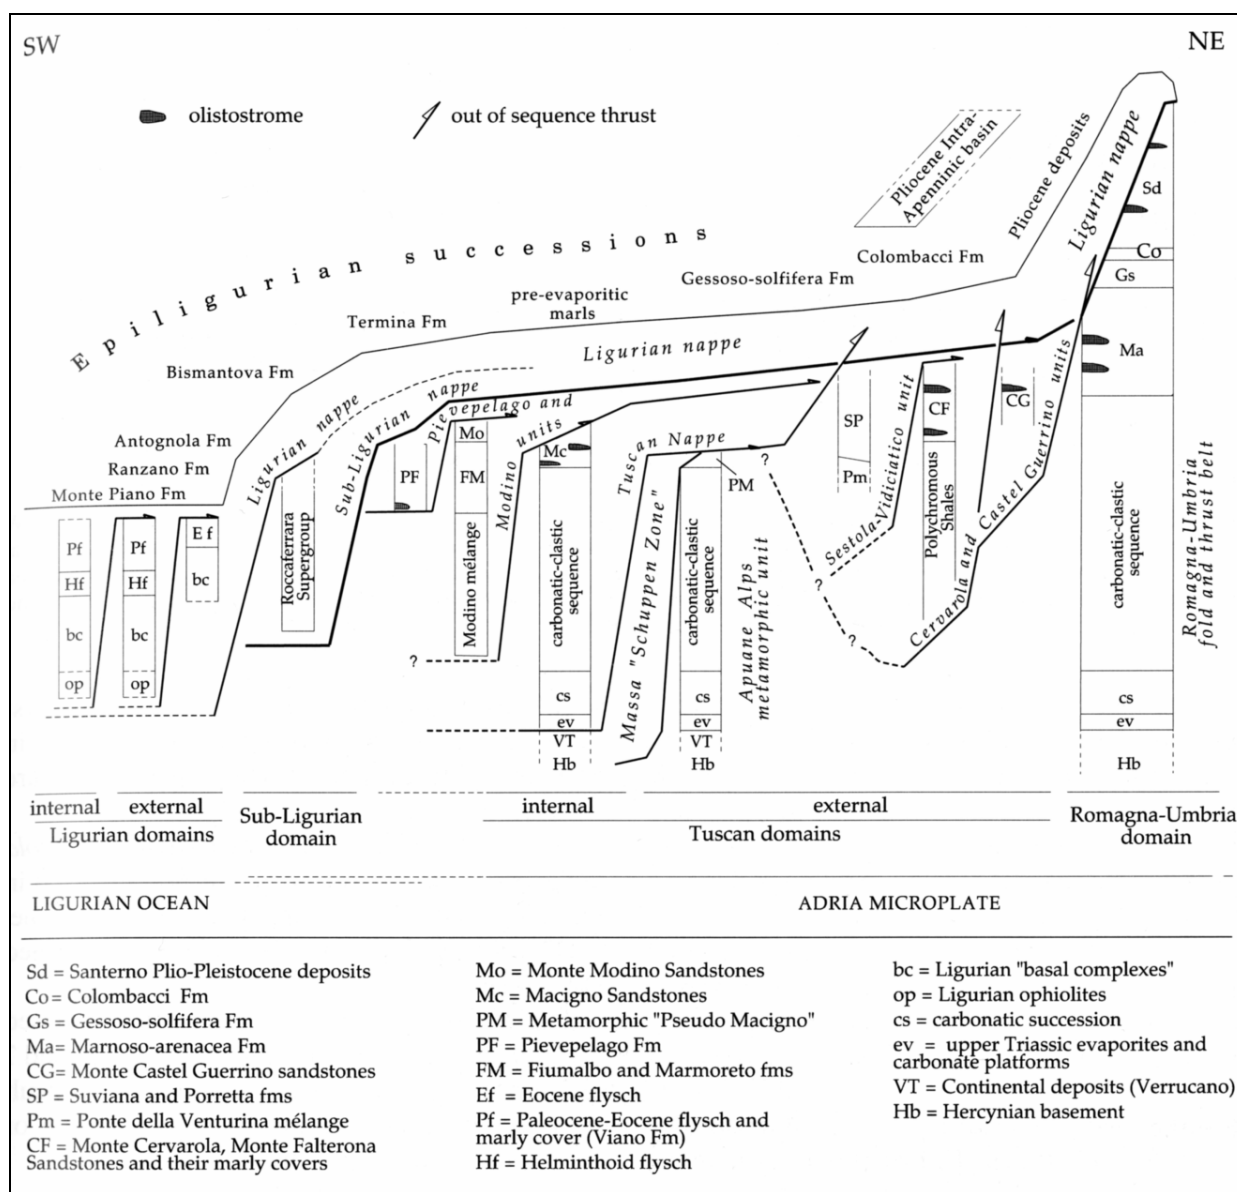 SW
NE
olistostrome
out of sequence thrust
Epiligurian successions
Pliocene Intra-
Apenninic basin
Pliocene deposits
Ligurian nappe
Colombacci Fm
Gessoso-solfifera Fm
pre-evaporitic
marls
Termina Fm
Bismantova Fm
Antognola Fm
Ranzano Fm
Monte Piano Fm
Ligurian nappe
Ligurian nappe
Sub-Ligurian nappe
Pievepelago and
Modino units
Tuscan Nappe
Massa "Schuppen Zone"
Apuane Alps
metamorphic unit
Sestola-Vidiciatico unit
Cervarola and Castel Guerrino units
Romagna-Umbria
fold and thrust belt
Pf
Hf
bc
op
Pf
Hf
bc
op
Ef
bc
Roccaferrara
Supergroup
PF
Mo
FM
Modino mélange
Mc
carbonatic-clastic
sequence
cs
ev
VT
Hb
PM
carbonatic-clastic
sequence
cs
ev
VT
Hb
SP
Pm
CF
Polychromous
Shales
CG
Sd
Co
Gs
Ma
carbonatic-clastic
sequence
cs
ev
Hb
?
?
?
?
internal
external
Ligurian domains
Sub-Ligurian
domain
internal
external
Tuscan domains
Romagna-Umbria
domain
LIGURIAN OCEAN
ADRIA MICROPLATE
Sd = Santerno Plio-Pleistocene deposits
Co = Colombacci Fm
Gs = Gessoso-solfifera Fm
Ma= Marnoso-arenacea Fm
CG= Monte Castel Guerrino sandstones
SP = Suviana and Porretta fms
Pm = Ponte della Venturina mélange
CF = Monte Cervarola, Monte Falterona
Sandstones and their marly covers
Mo = Monte Modino Sandstones
Mc = Macigno Sandstones
PM = Metamorphic "Pseudo Macigno"
PF = Pievepelago Fm
FM = Fiumalbo and Marmoreto fms
Ef = Eocene flysch
Pf = Paleocene-Eocene flysch and
marly cover (Viano Fm)
Hf = Helminthoid flysch
bc = Ligurian "basal complexes"
op = Ligurian ophiolites
cs = carbonatic succession
ev = upper Triassic evaporites and
carbonate platforms
VT = Continental deposits (Verrucano)
Hb = Hercynian basement